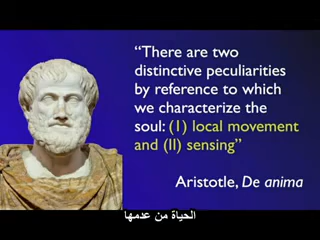 “There are two
distinctive peculiarities
by reference to which
we characterize the
soul: (1) local movement
and (II) sensing”
Aristotle, De anima
الحياة من عدمها